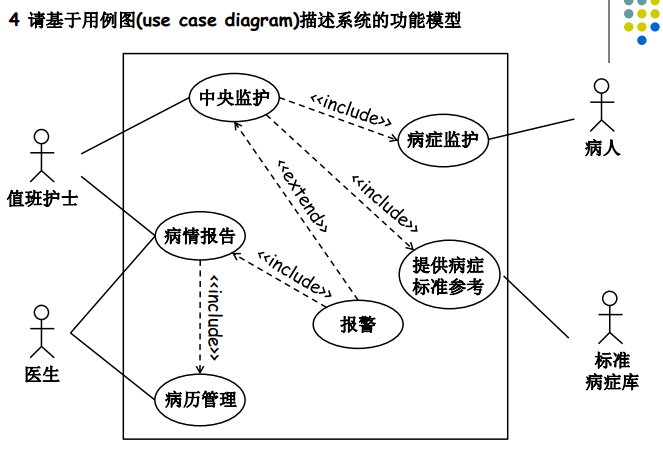 4 请基于用例图(use case diagram)描述系统的功能模型
中央监护
<<include>>
病症监护
病人
值班护士
<<extend>>
<<include>>
病情报告
<<include>>
提供病症
标准参考
<<include>>
报警
医生
标准
病症库
病历管理